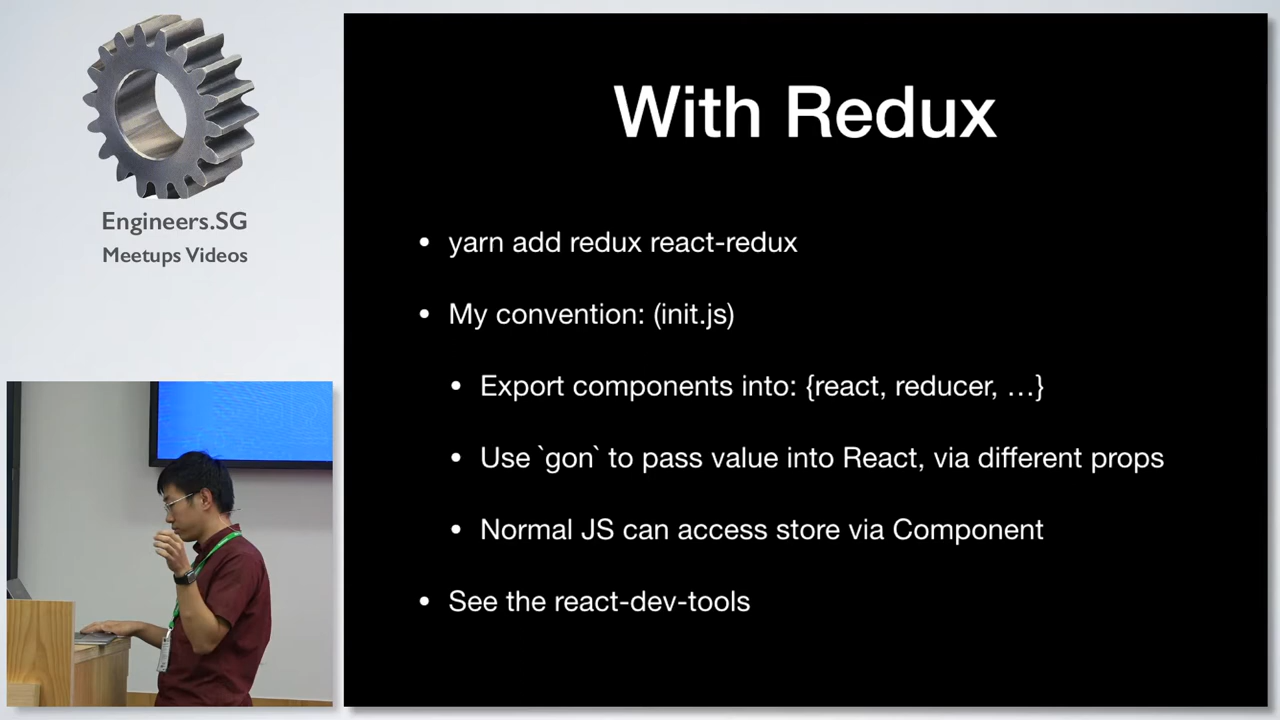 Engineers.SG
Meetups Videos
With Redux
• yarn add redux react-redux
• My convention: (init.js)
• Export components into: {react, reducer, …}
• Use `gon` to pass value into React, via different props
• Normal JS can access store via Component
• See the react-dev-tools